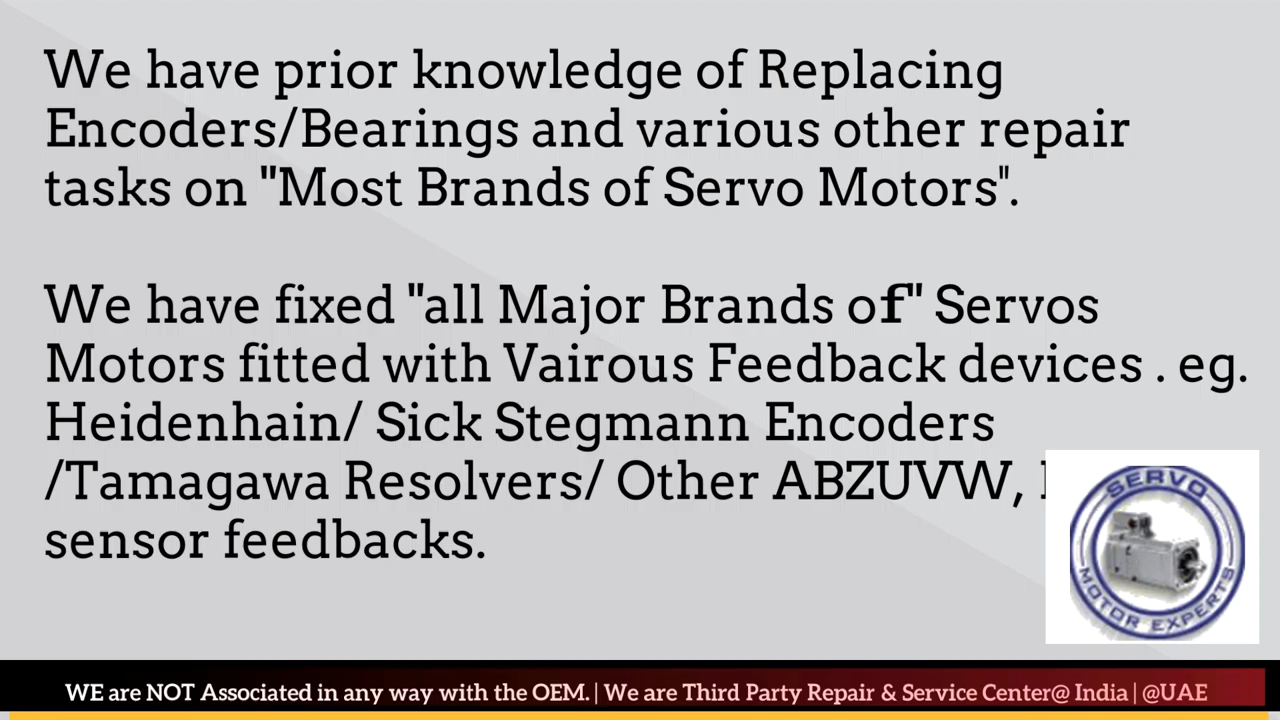 We have prior knowledge of Replacing
Encoders/Bearings and various other repair
tasks on "Most Brands of Servo Motors".
We have fixed "all Major Brands of" Servos
Motors fitted with Vairous Feedback devices . eg.
Heidenhain/ Sick Stegmann Encoders
/Tamagawa Resolvers/ Other ABZUVW,
sensor feedbacks.
SERVO
MOTOR EXPERTS
WE are NOT Associated in any way with the OEM. | We are Third Party Repair & Service Center@ India | @UAE